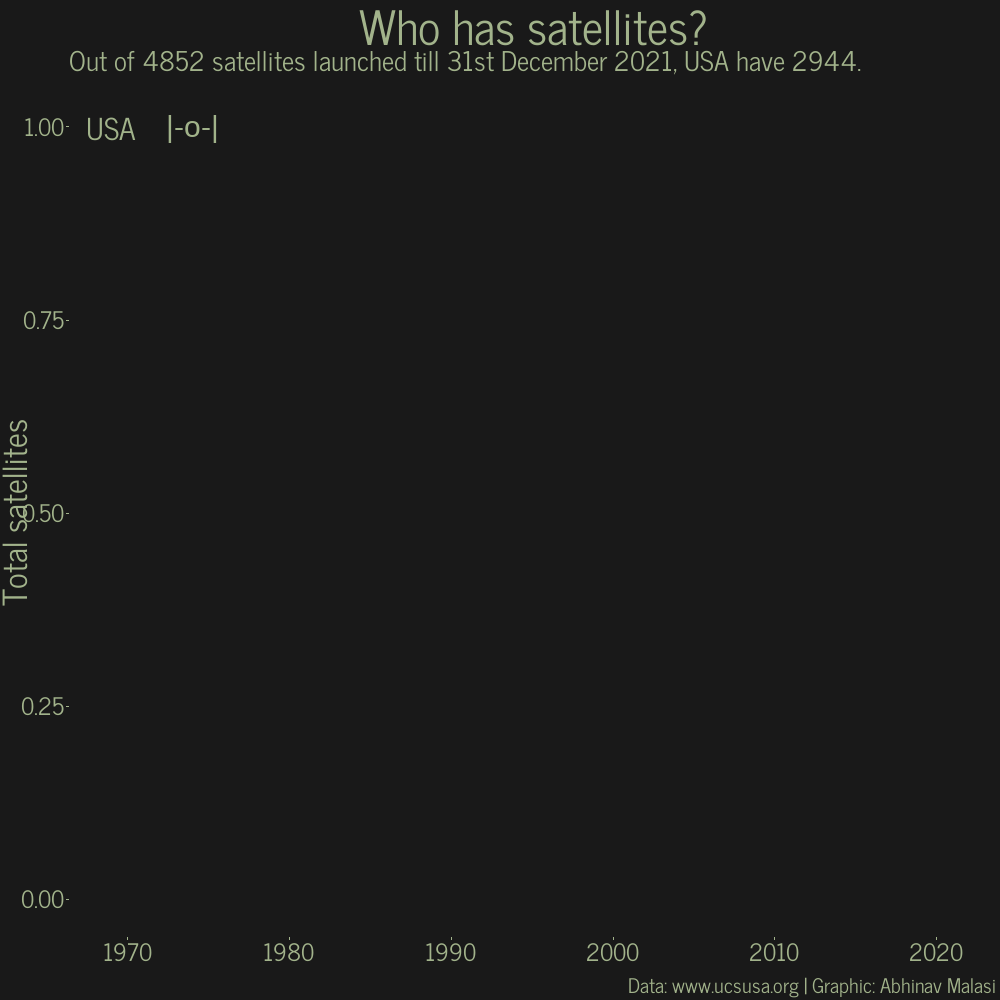 Who has satellites?
Out of 4852 satellites launched till 31st December 2021, USA have 2944.
1.00
USA |-o-|
0.75
Total satellites
0.50
0.25
0.00
1970 1980 1990 2000 2010 2020
Data: www.ucsusa.org | Graphic: Abhinav Malasi